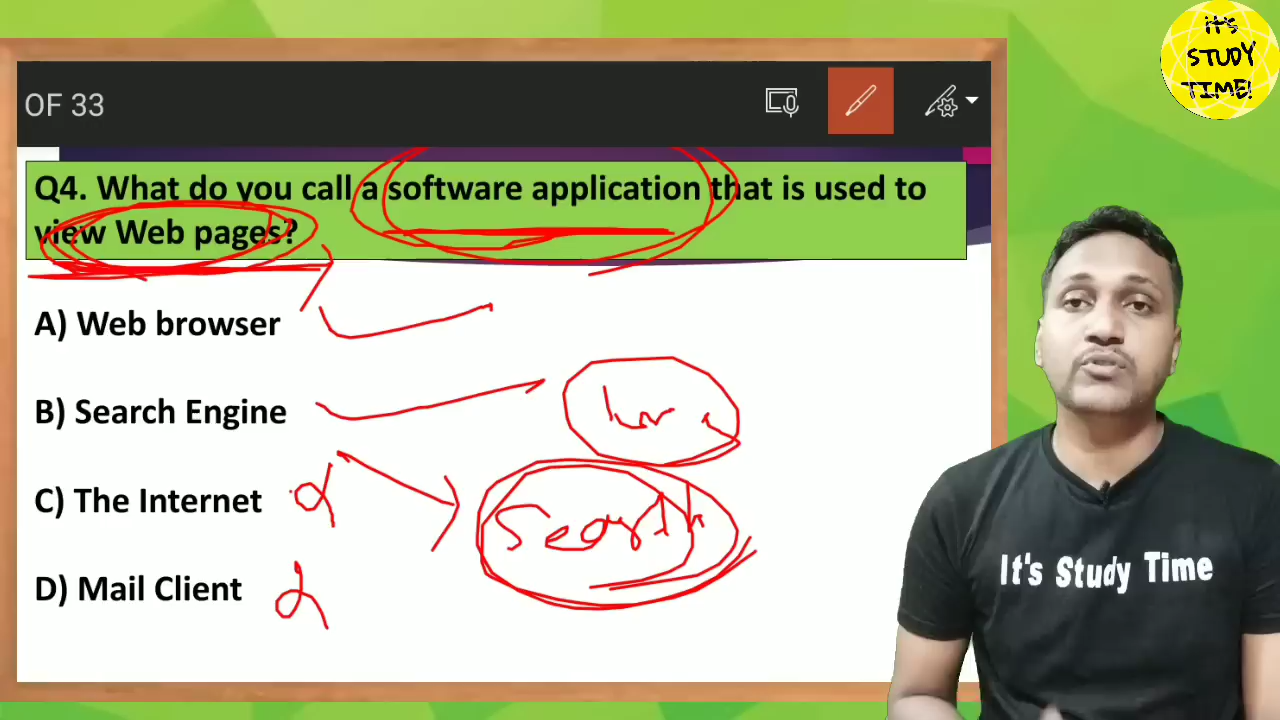 IT'S
STUDY
TIME!
OF 33
Q4. What do you call a software application that is used to
view Web pages?
A) Web browser
B) Search Engine
C) The Internet
D) Mail Client
Search
It's Study Time